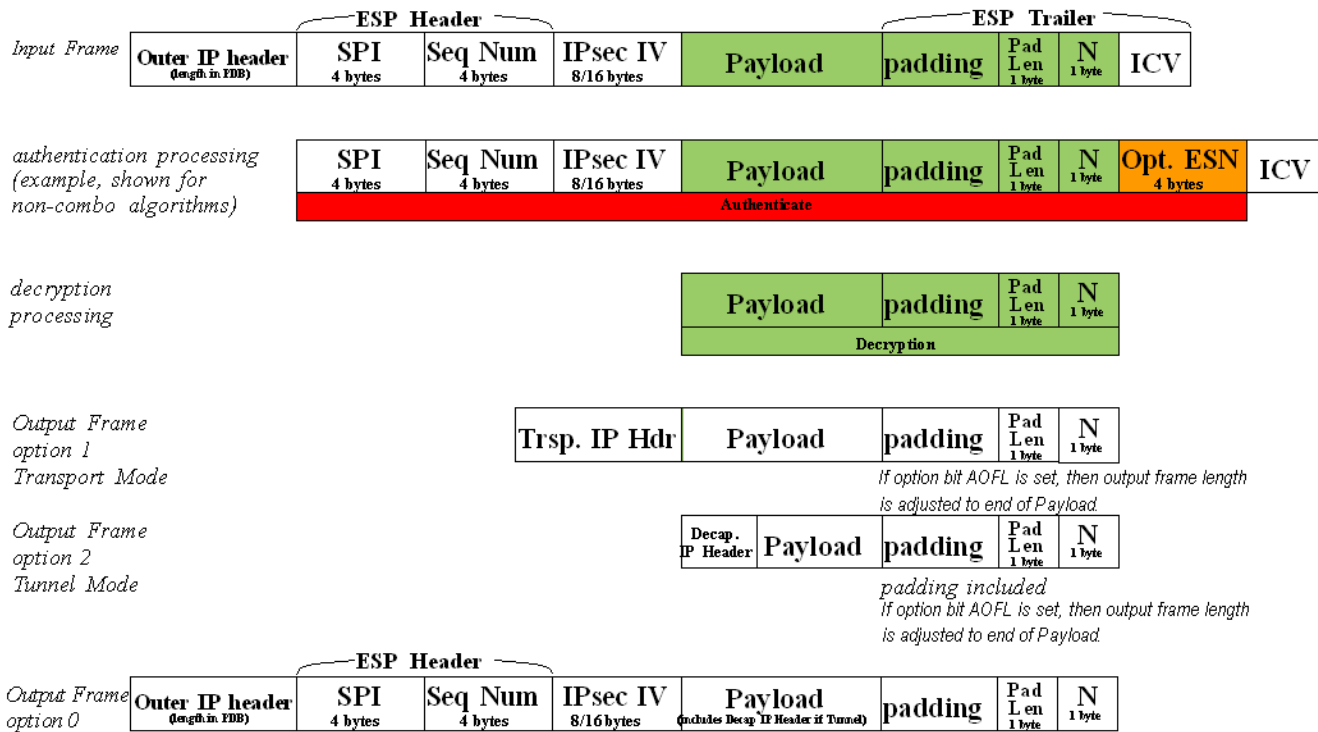 ESP Header ESP Trailer
Input Frame
Outer IP header SPI Seq Num IPsec IV Payload padding Pad Len N ICV
(length in PDB) 4 bytes 4 bytes 8/16 bytes 1 byte 1 byte
authentication processing
(example, shown for
non-combo algorithms)
SPI Seq Num IPsec IV Payload padding Pad Len N Opt. ESN ICV
4 bytes 4 bytes 8/16 bytes 1 byte 1 byte 4 bytes
Authenticate
decryption
processing
Payload padding Pad Len N
1 byte 1 byte
Decryption
Output Frame
option 1
Transport Mode
Trsp. IP Hdr Payload padding Pad Len N
1 byte 1 byte
If option bit AOFL is set, then output frame length
is adjusted to end of Payload.
Output Frame
option 2
Tunnel Mode
Decap. IP Header Payload padding Pad Len N
1 byte 1 byte
padding included
If option bit AOFL is set, then output frame length
is adjusted to end of Payload.
ESP Header
Output Frame
option 0
Outer IP header SPI Seq Num IPsec IV Payload padding Pad Len N
(length in PDB) 4 bytes 4 bytes 8/16 bytes (includes Decap IP Header if Tunnel) 1 byte 1 byte